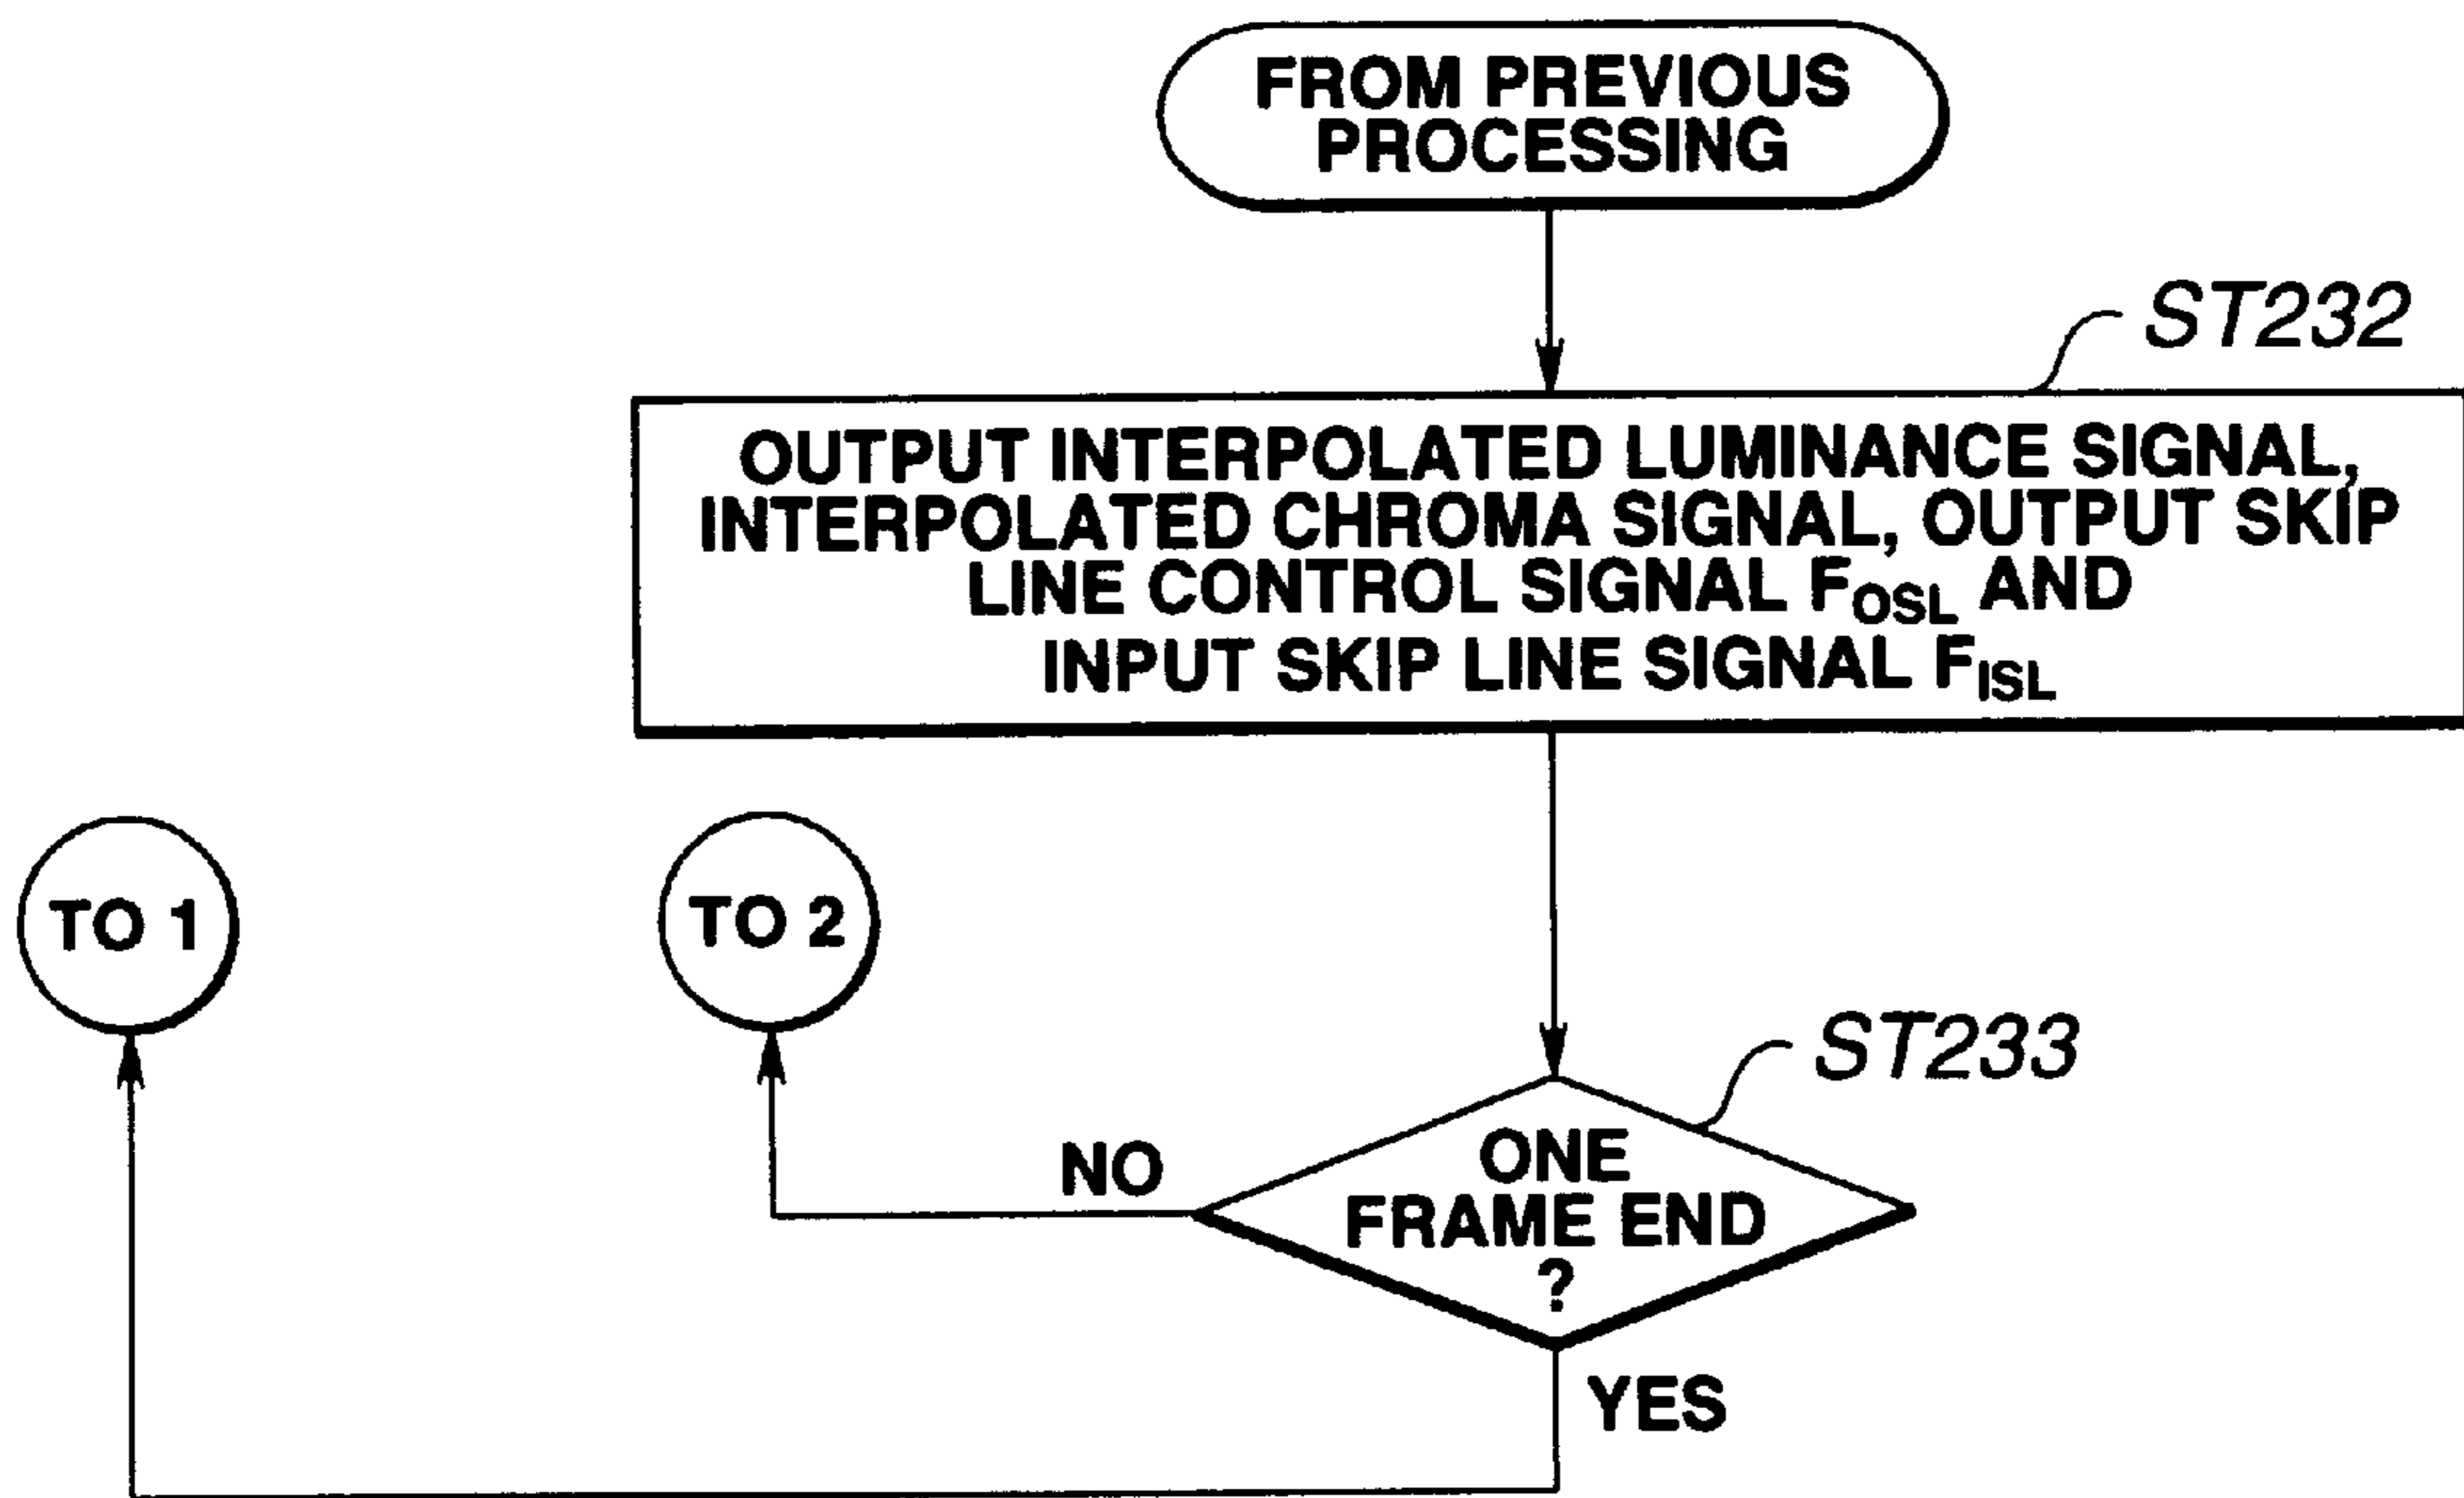 FROM PREVIOUS
PROCESSING
ST232
OUTPUT INTERPOLATED LUMINANCE SIGNAL,
INTERPOLATED CHROMA SIGNAL, OUTPUT SKIP
LINE CONTROL SIGNAL FOSL AND
INPUT SKIP LINE SIGNAL FISL
TO 1
TO 2
ST233
NO
ONE
FRAME END
?
YES